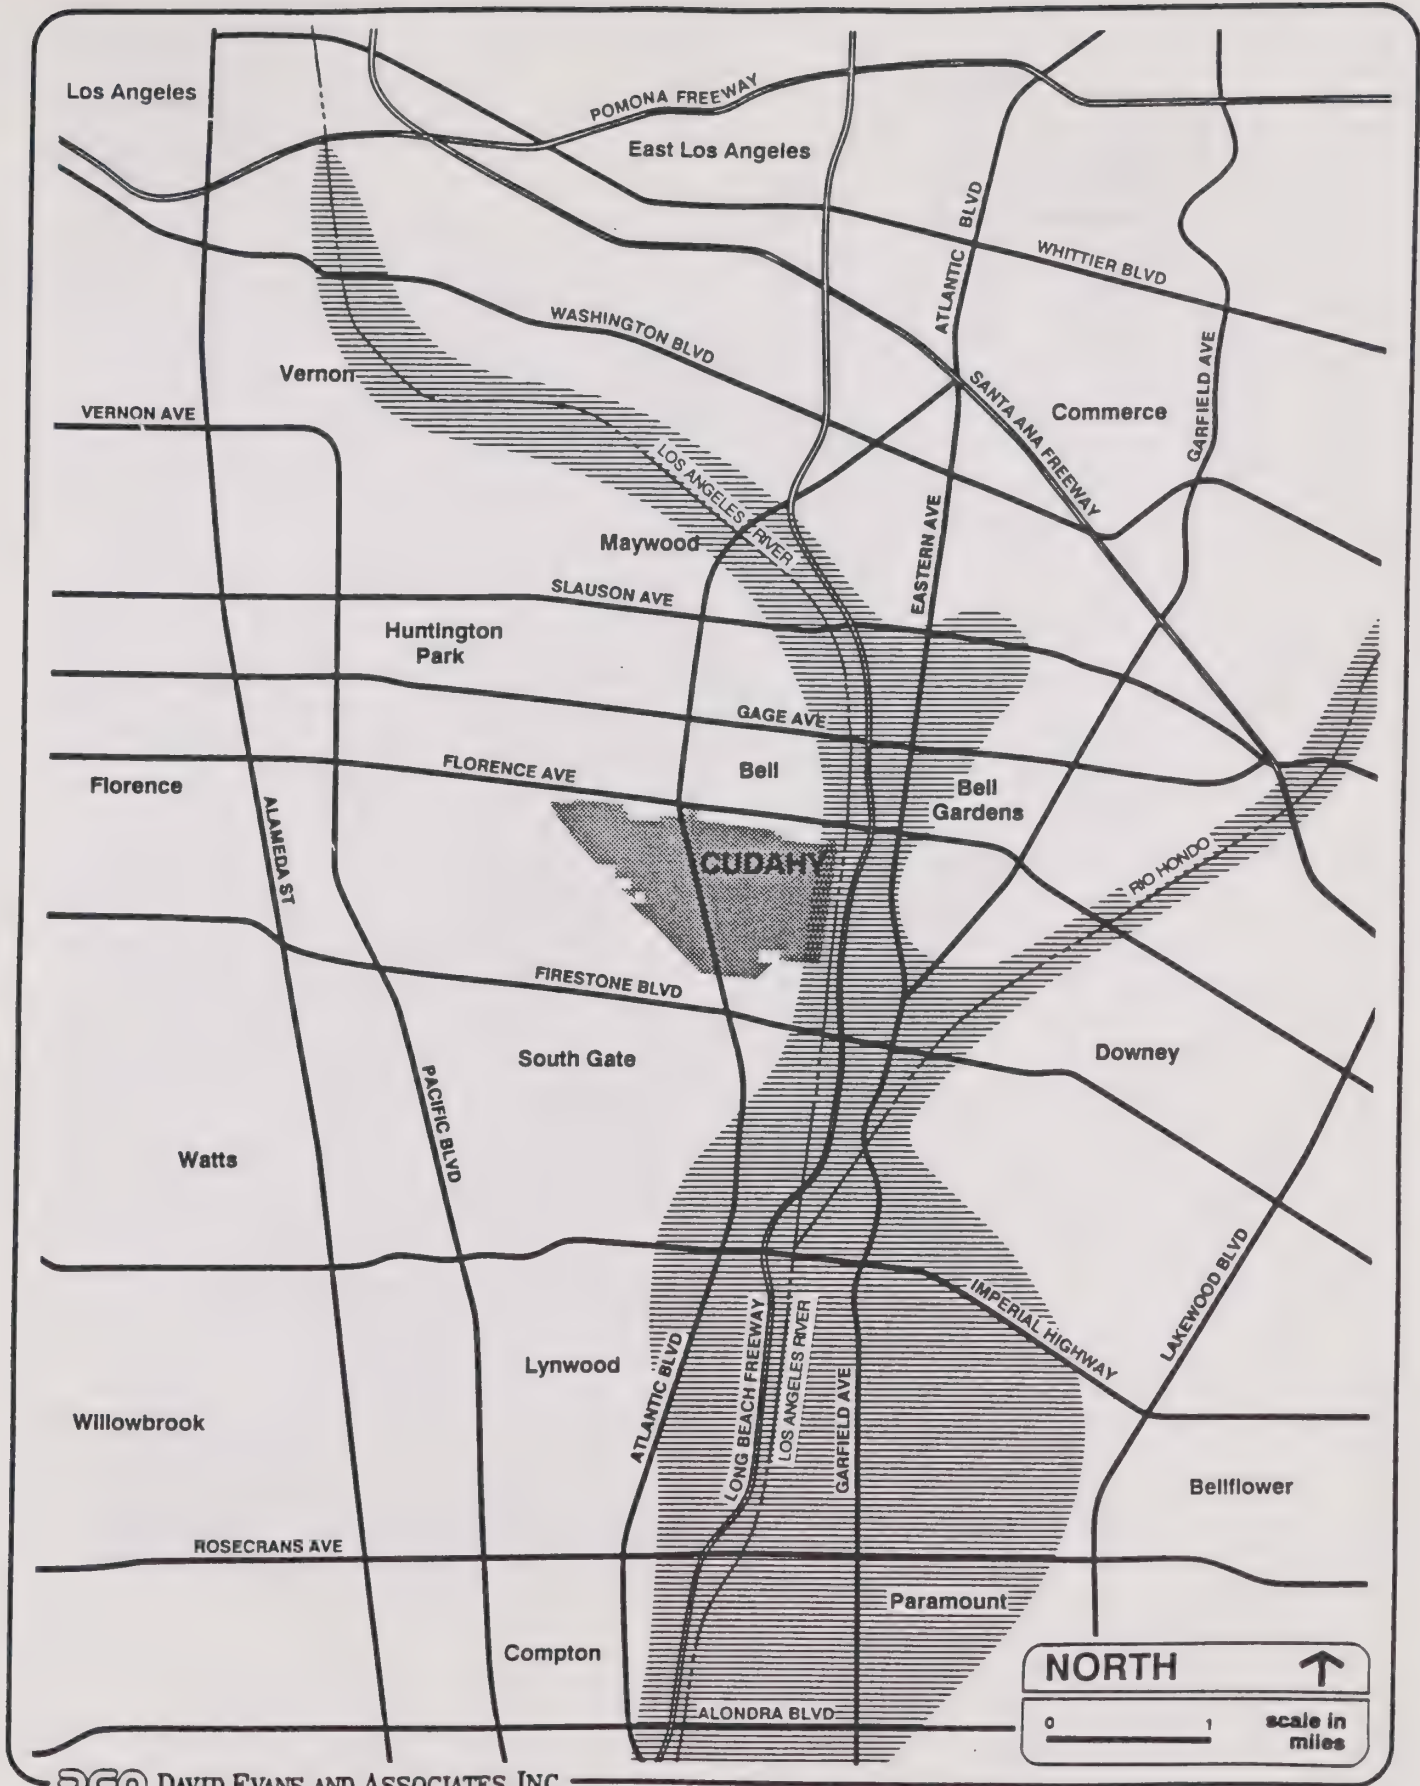 Los Angeles
POMONA FREEWAY
East Los Angeles
ATLANTIC BLVD
WHITTIER BLVD
WASHINGTON BLVD
Vernon
SANTA ANA FREEWAY
GARFIELD AVE
Commerce
VERNON AVE
LOS ANGELES RIVER
EASTERN AVE
Maywood
SLAUSON AVE
Huntington
Park
GAGE AVE
FLORENCE AVE
Bell
Florence
Bell
Gardens
ALAMEDA ST
CUDAHY
RIO HONDO
FIRESTONE BLVD
South Gate
Downey
PACIFIC BLVD
Watts
LAKEWOOD BLVD
IMPERIAL HIGHWAY
Lynwood
ATLANTIC BLVD
LONG BEACH FREEWAY
LOS ANGELES RIVER
GARFIELD AVE
Willowbrook
Bellflower
ROSECRANS AVE
Paramount
Compton
NORTH
ALONDRA BLVD
0 1 scale in
miles
DAVID EVANS AND ASSOCIATES, INC.